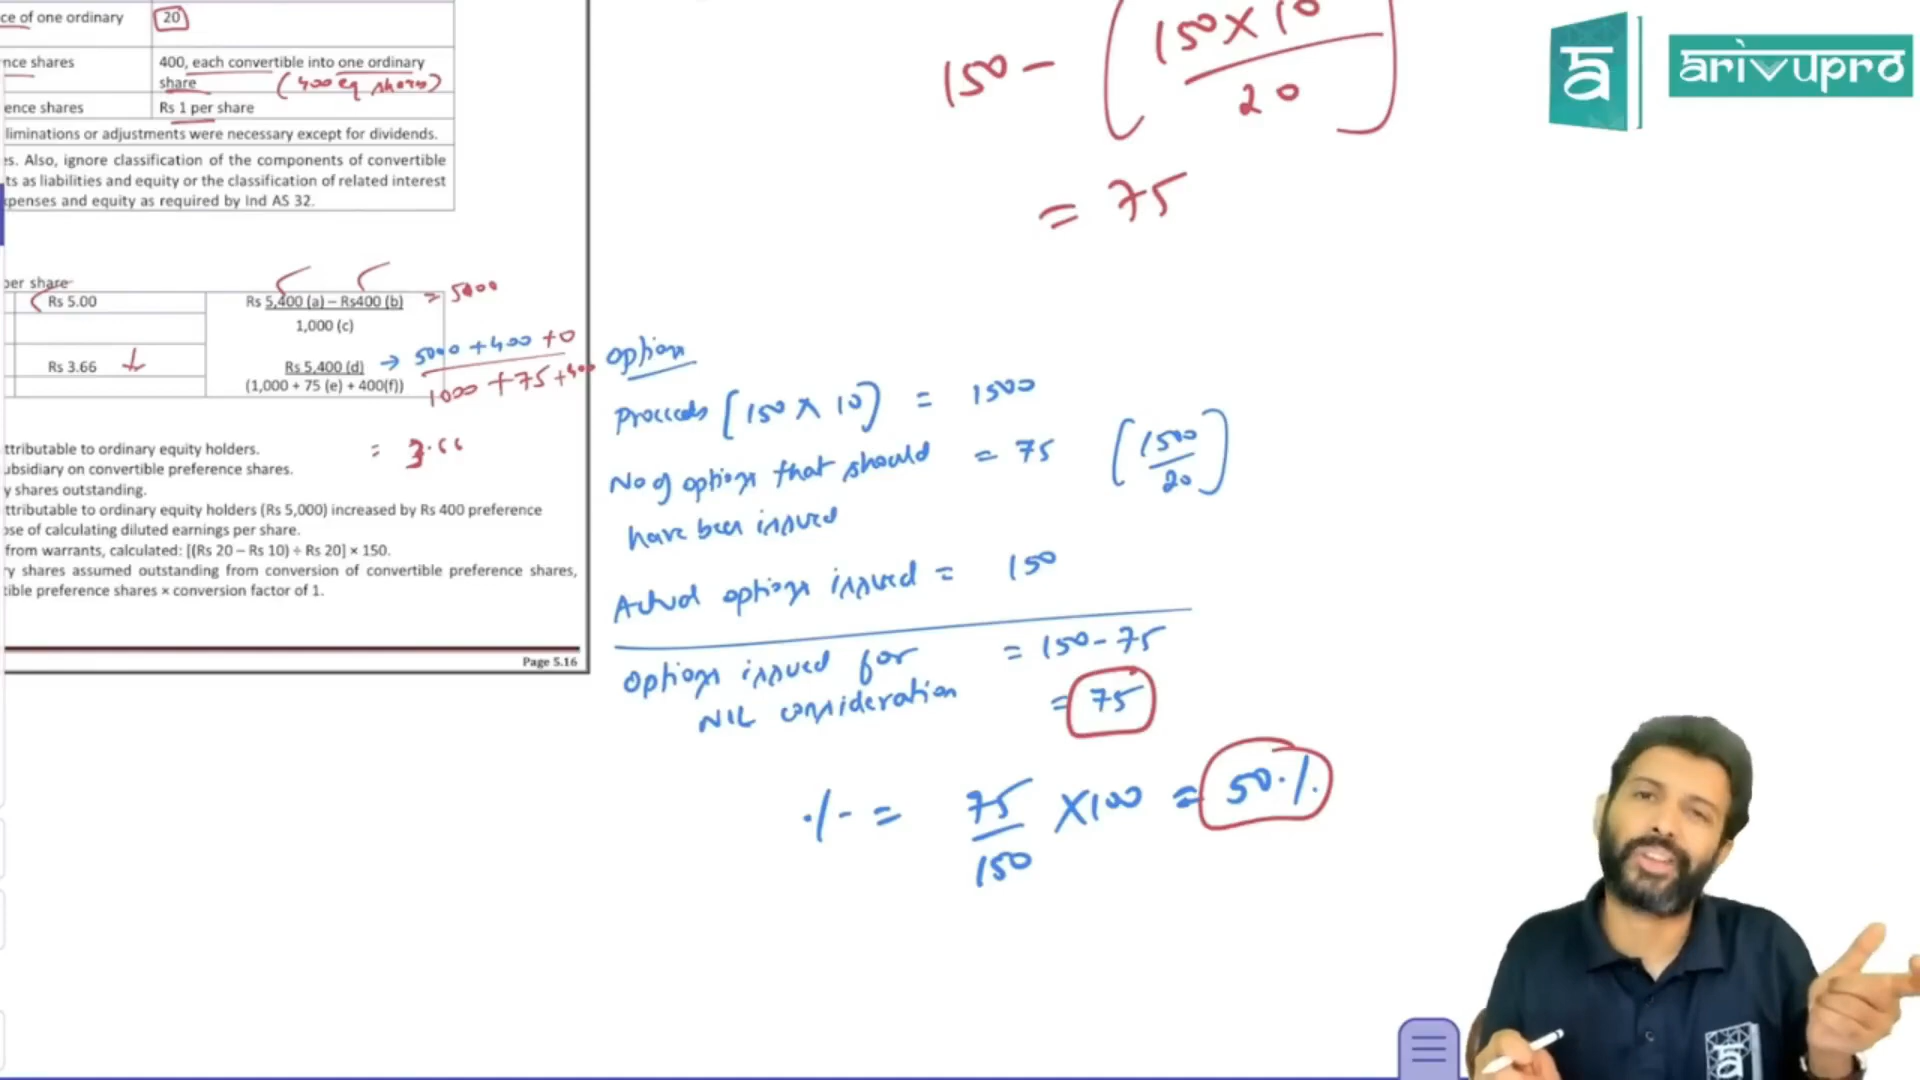 ce of one ordinary 20
nce shares 400, each convertible into one ordinary
share (400 eq shares)
ence shares Rs 1 per share
liminations or adjustments were necessary except for dividends.
es. Also, ignore classification of the components of convertible
ts as liabilities and equity or the classification of related interest
penses and equity as required by Ind AS 32.
per share
Rs 5.00 Rs 5,400 (a) – Rs400 (b) = 5000
1,000 (c)
Rs 3.66 Rs 5,400 (d) → 5000 + 400 + 0
(1,000 + 75 (e) + 400(f)) 1000 + 75 + 400
= 3.66
ttributable to ordinary equity holders.
ubsidiary on convertible preference shares.
y shares outstanding.
ttributable to ordinary equity holders (Rs 5,000) increased by Rs 400 preference
ose of calculating diluted earnings per share.
from warrants, calculated: [(Rs 20 – Rs 10) ÷ Rs 20] × 150.
ry shares assumed outstanding from conversion of convertible preference shares,
ible preference shares × conversion factor of 1.
Page 5.16
150 - (150 X 10
20)
= 75
option
Proceeds [150 X 10] = 1500
No of options that should = 75 [1500
20]
have been issued
Actual options issued = 150
options issued for = 150 - 75
NIL consideration = 75
% = 75 X 100 = 50%
150
arivupro